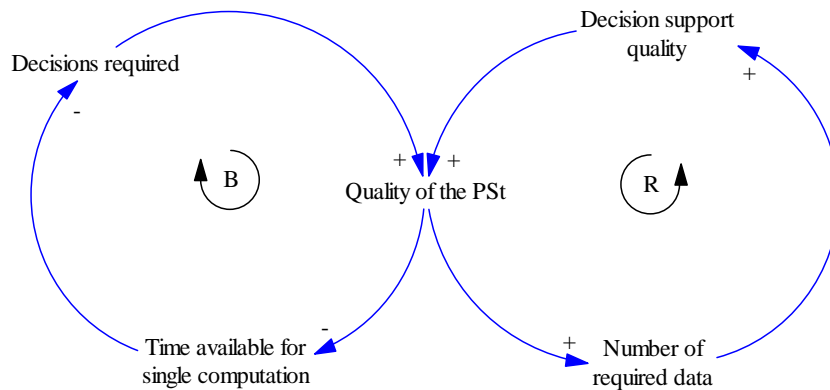 Decision support
quality
Decisions required
+
-
B
R
+
+
Quality of the PSt
-
+
Time available for
single computation
Number of
required data